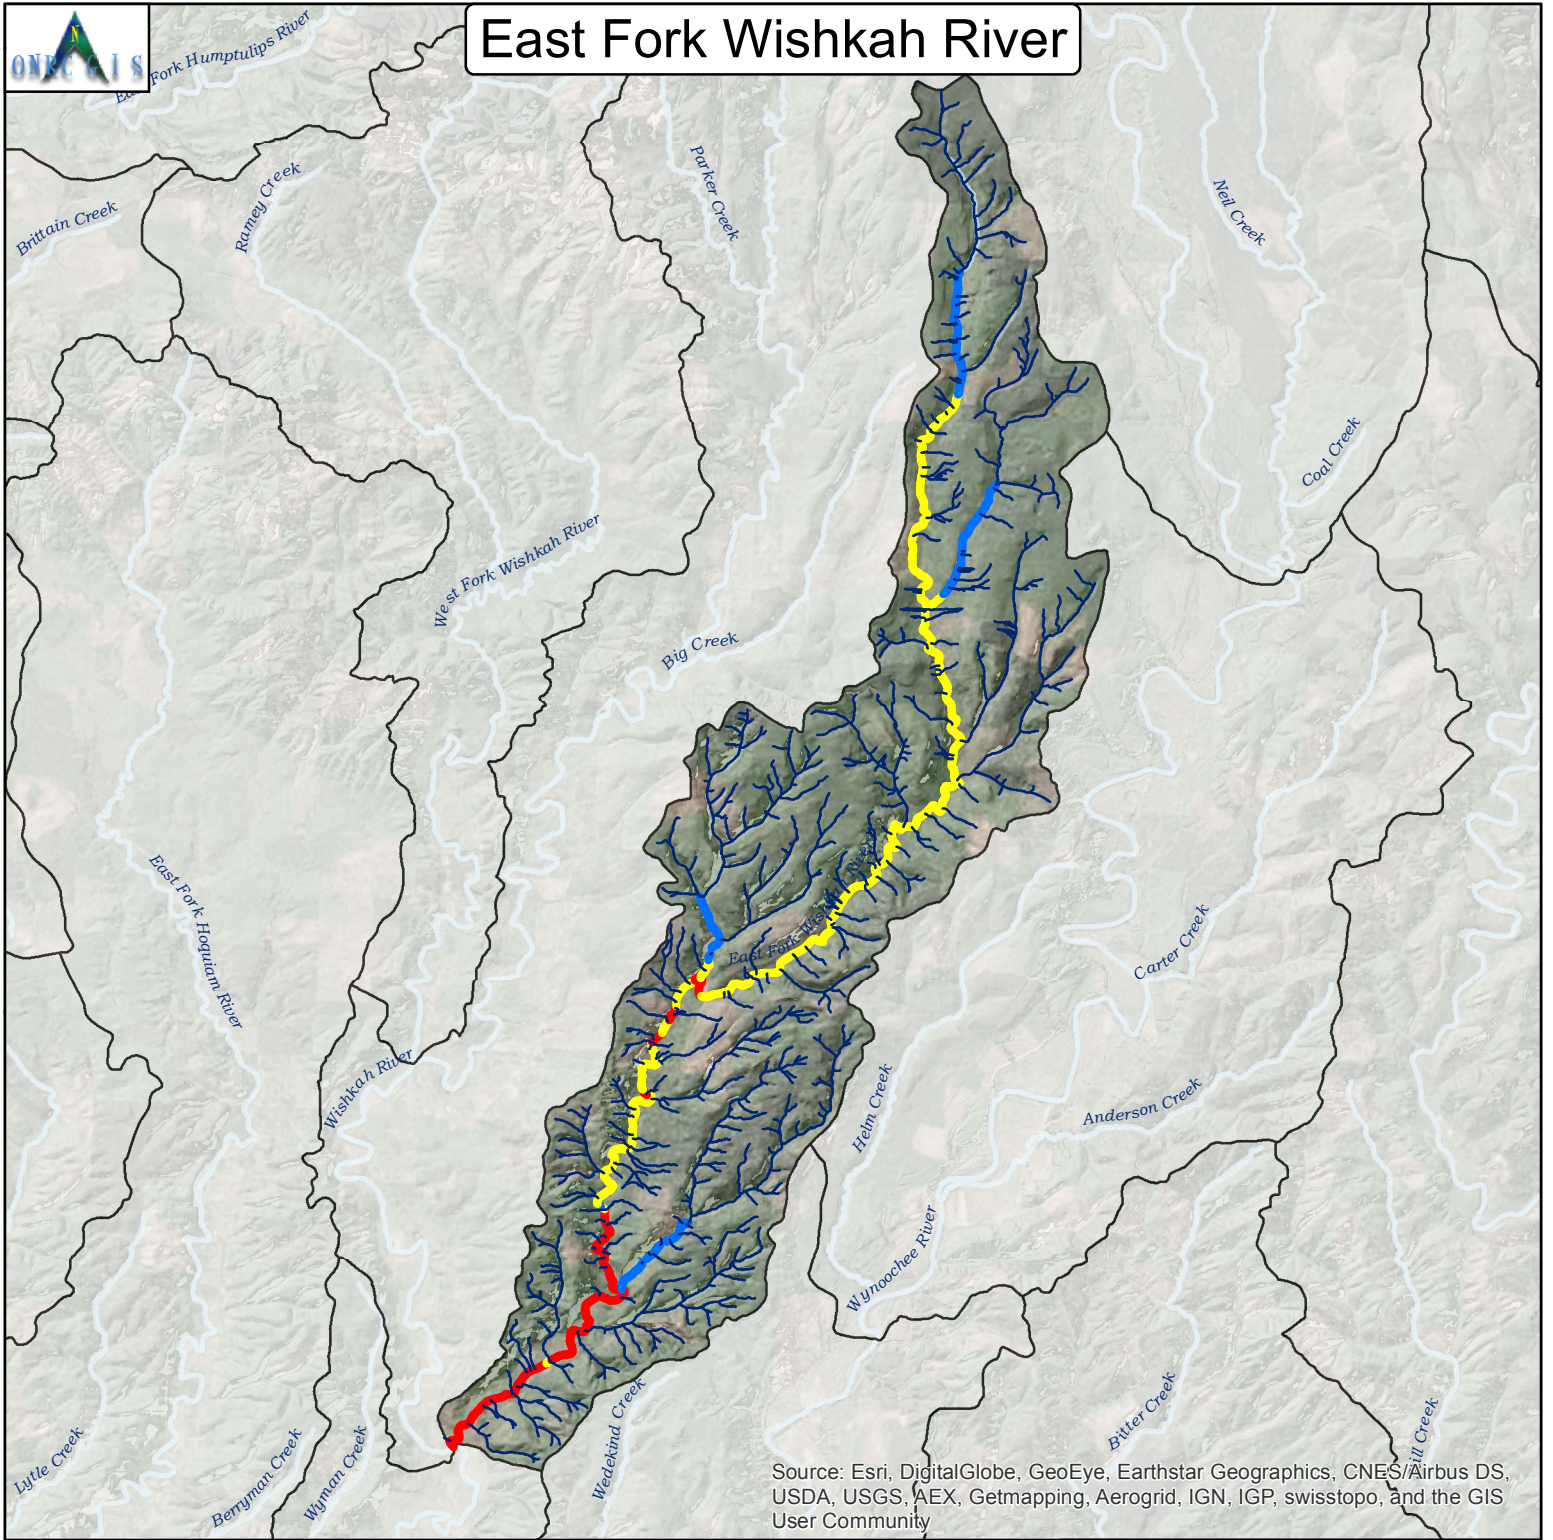 East Fork Wishkah River
N
ONRC GIS
East Fork Humptulips River
Brittain Creek
Ramey Creek
Parker Creek
Neil Creek
Coal Creek
West Fork Wishkah River
Big Creek
East Fork Hoquiam River
East Fork Wishkah River
Carter Creek
Wishkah River
Helm Creek
Anderson Creek
Wynoochee River
Wedekind Creek
Bitter Creek
Lytle Creek
Berryman Creek
Wyman Creek
ill Creek
Source: Esri, DigitalGlobe, GeoEye, Earthstar Geographics, CNES/Airbus DS,
USDA, USGS, AEX, Getmapping, Aerogrid, IGN, IGP, swisstopo, and the GIS
User Community